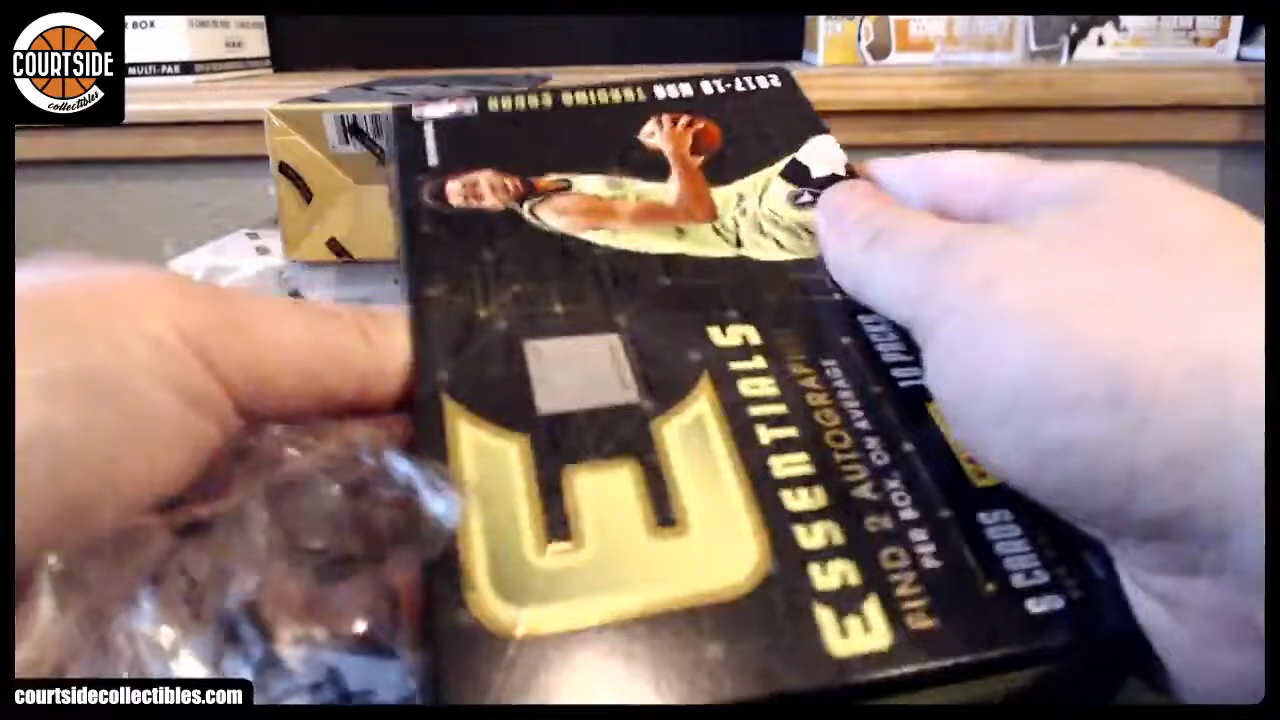 COURTSIDE
collectibles
R BOX
MULTI-PAK
2017-18 NBA TRADING CARDS
ESSENTIALS
FIND 2 AUTOGRAPH
PER BOX, ON AVERAGE
10 PACKS
6 CARDS
courtsidecollectibles.com